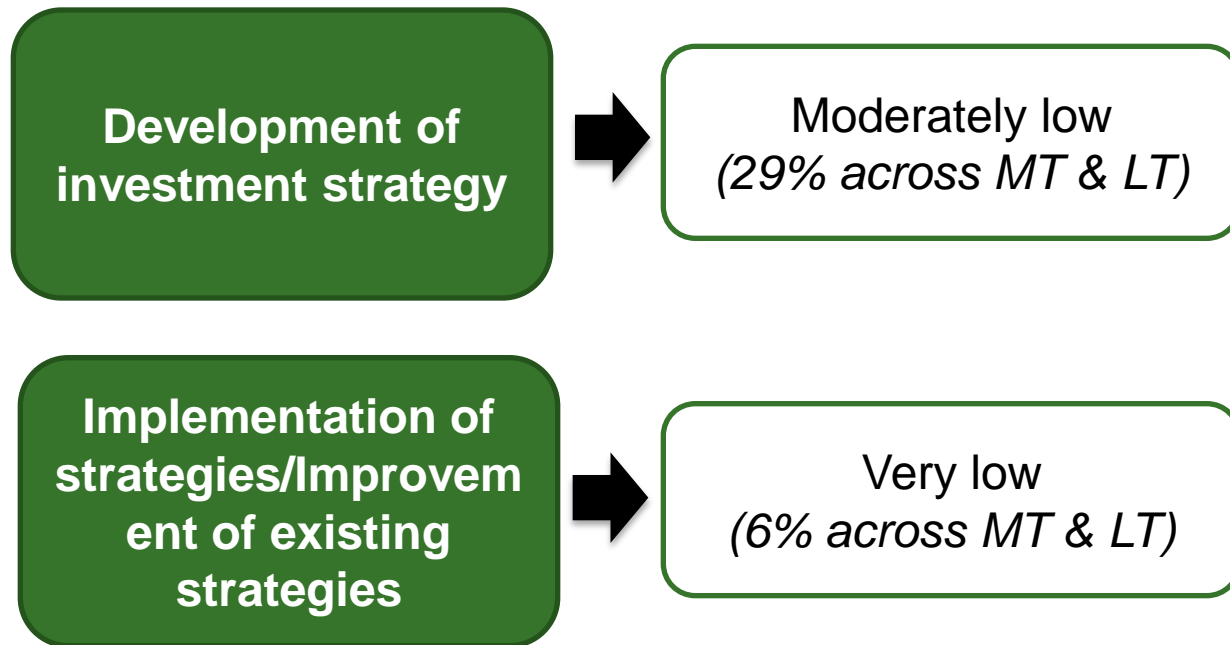 Development of
investment strategy
Moderately low
(29% across MT & LT)
Implementation of
strategies/Improvem
ent of existing
strategies
Very low
(6% across MT & LT)